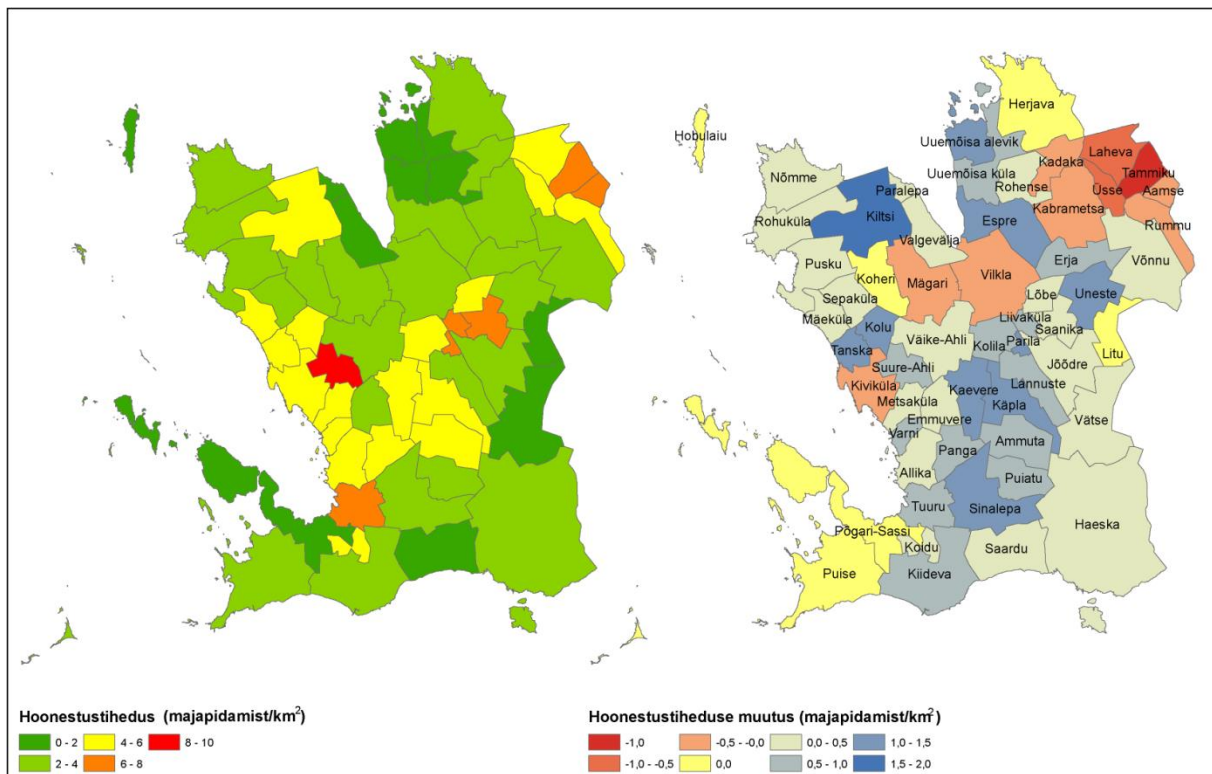 Hobulaiu
Herjava
Uuemõisa alevik
Uuemõisa küla
Kadaka
Laheva
Tammiku
Nõmme
Paralepa
Rohense
Üsse
Aamse
Kiltsi
Rohuküla
Espre
Kabrametsa
Rummu
Valgevälja
Pusku
Koheri
Mägari
Vilkla
Erja
Võnnu
Sepaküla
Lõbe
Uneste
Mäeküla
Kolu
Liivaküla
Saanika
Tanska
Väike-Ahli
Kolila
Parila
Litu
Suure-Ahli
Jõõdre
Kiviküla
Kaevere
Lannuste
Metsaküla
Käpla
Emmuvere
Vätse
Varni
Ammuta
Panga
Allika
Puiatu
Tuuru
Sinalepa
Haeska
Põgari-Sassi
Koidu
Saardu
Puise
Kiideva
Hoonestustihedus (majapidamist/km²)
0 - 2 4 - 6 8 - 10
2 - 4 6 - 8
Hoonestustiheduse muutus (majapidamist/km²)
-1,0 -0,5 - -0,0 0,0 - 0,5 1,0 - 1,5
-1,0 - -0,5 0,0 0,5 - 1,0 1,5 - 2,0